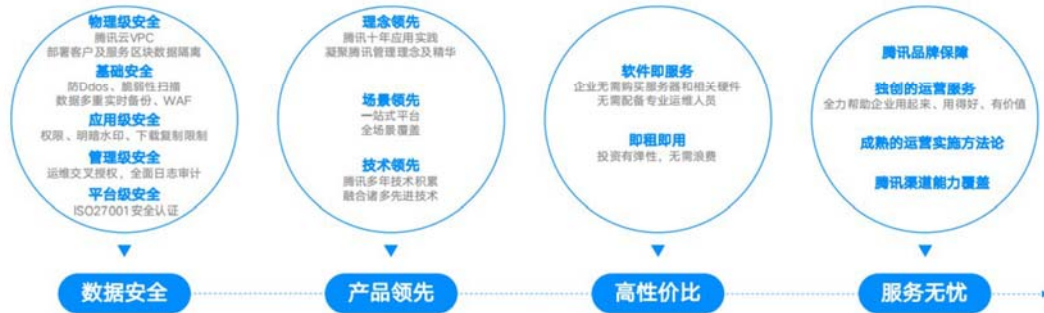 物理级安全
腾讯云VPC
部署客户及服务区块数据隔离
基础安全
防Ddos、脆弱性扫描
数据多重实时备份、WAF
应用级安全
权限、明暗水印、下载复制限制
管理级安全
运维交叉授权，全面日志审计
平台级安全
ISO27001安全认证
数据安全
理念领先
腾讯十年应用实践
凝聚腾讯管理理念及精华
场景领先
一站式平台
全场景覆盖
技术领先
腾讯多年技术积累
融合诸多先进技术
产品领先
软件即服务
企业无需购买服务器和相关硬件
无需配备专业运维人员
即租即用
投资有弹性，无需浪费
高性价比
腾讯品牌保障
独创的运营服务
全力帮助企业用起来、用得好、有价值
成熟的运营实施方法论
腾讯渠道能力覆盖
服务无忧